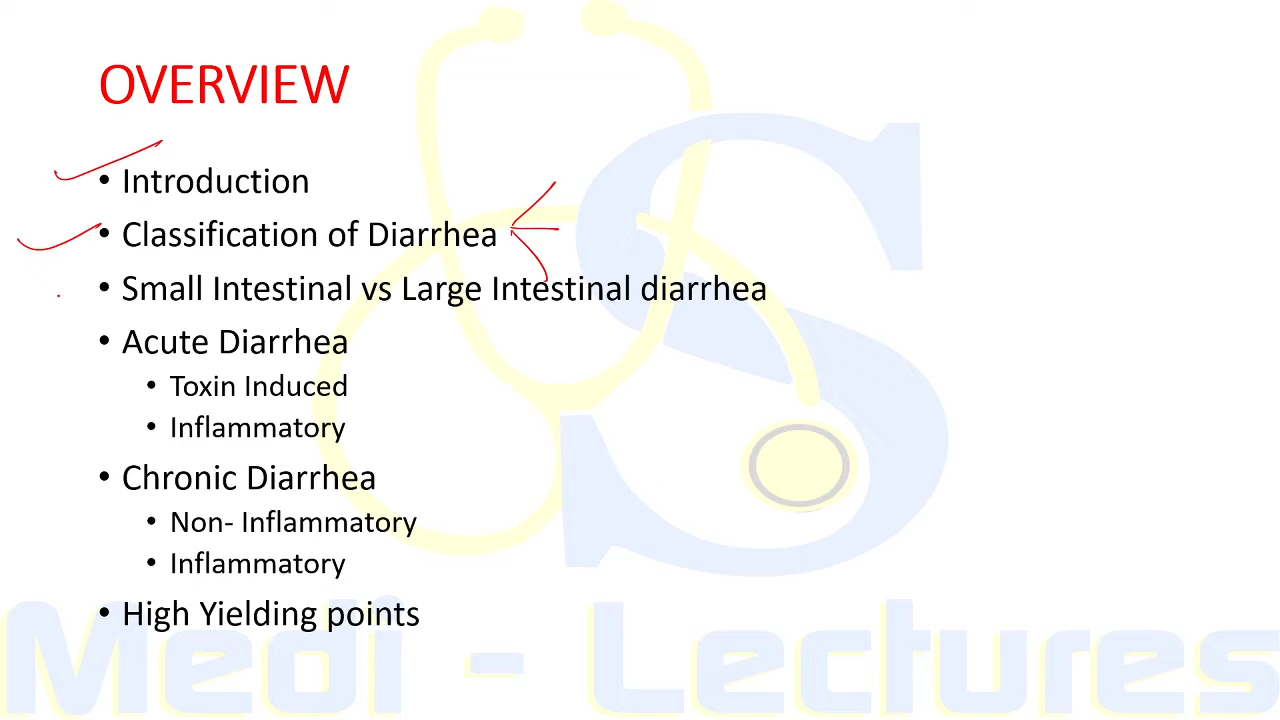 OVERVIEW
• Introduction
• Classification of Diarrhea
• Small Intestinal vs Large Intestinal diarrhea
• Acute Diarrhea
• Toxin Induced
• Inflammatory
• Chronic Diarrhea
• Non- Inflammatory
• Inflammatory
• High Yielding points
S
Medi - Lectures